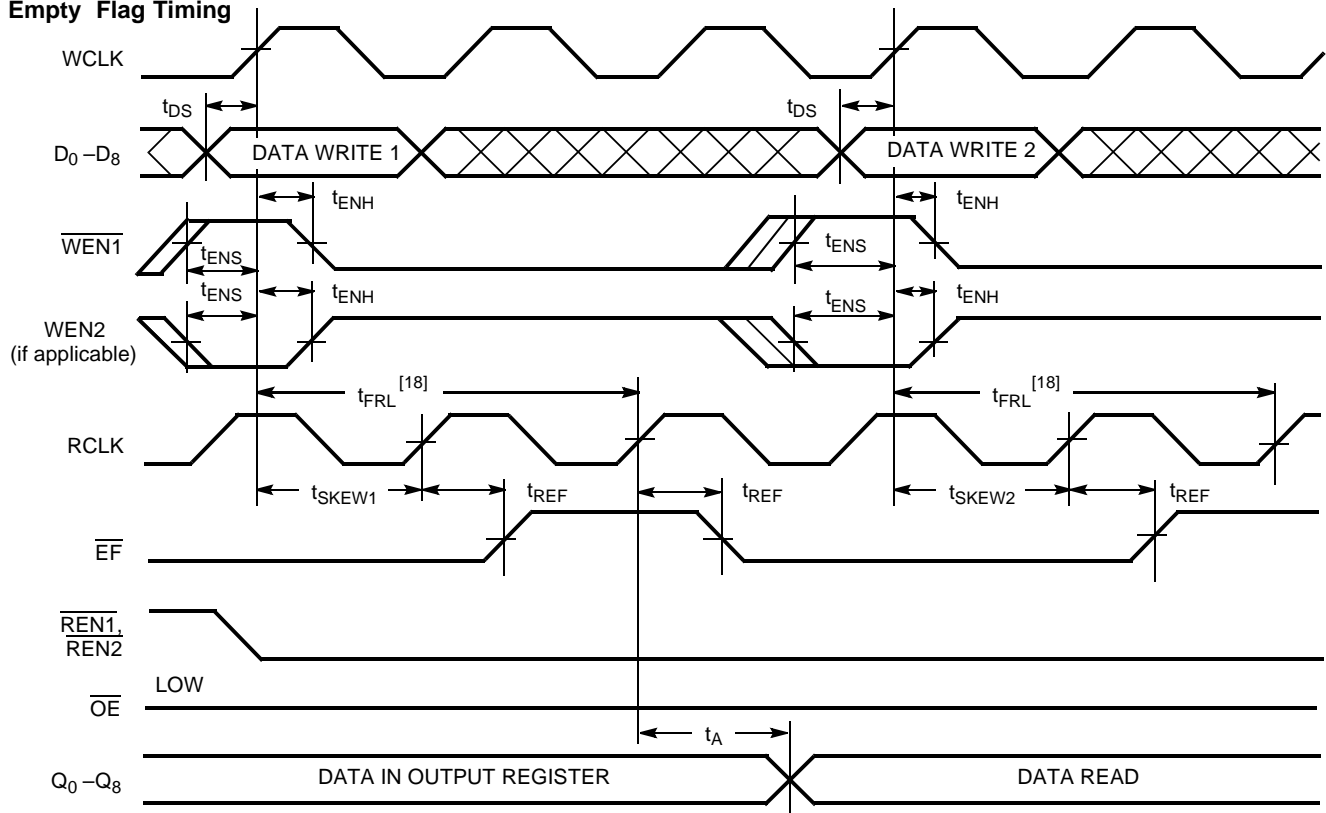 Empty Flag Timing
WCLK
tDS
tDS
D0 –D8
DATA WRITE 1
DATA WRITE 2
tENH
tENH
WEN1
tENS
tENS
tENS
tENH
tENS
tENH
WEN2
(if applicable)
tFRL[18]
tFRL[18]
RCLK
tSKEW1
tREF
tREF
tSKEW2
tREF
EF
REN1,
REN2
LOW
OE
tA
Q0 –Q8
DATA IN OUTPUT REGISTER
DATA READ